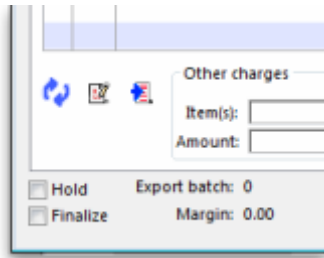 Other charges
Item(s):
Amount:
Hold Export batch: 0
Finalize Margin: 0.00